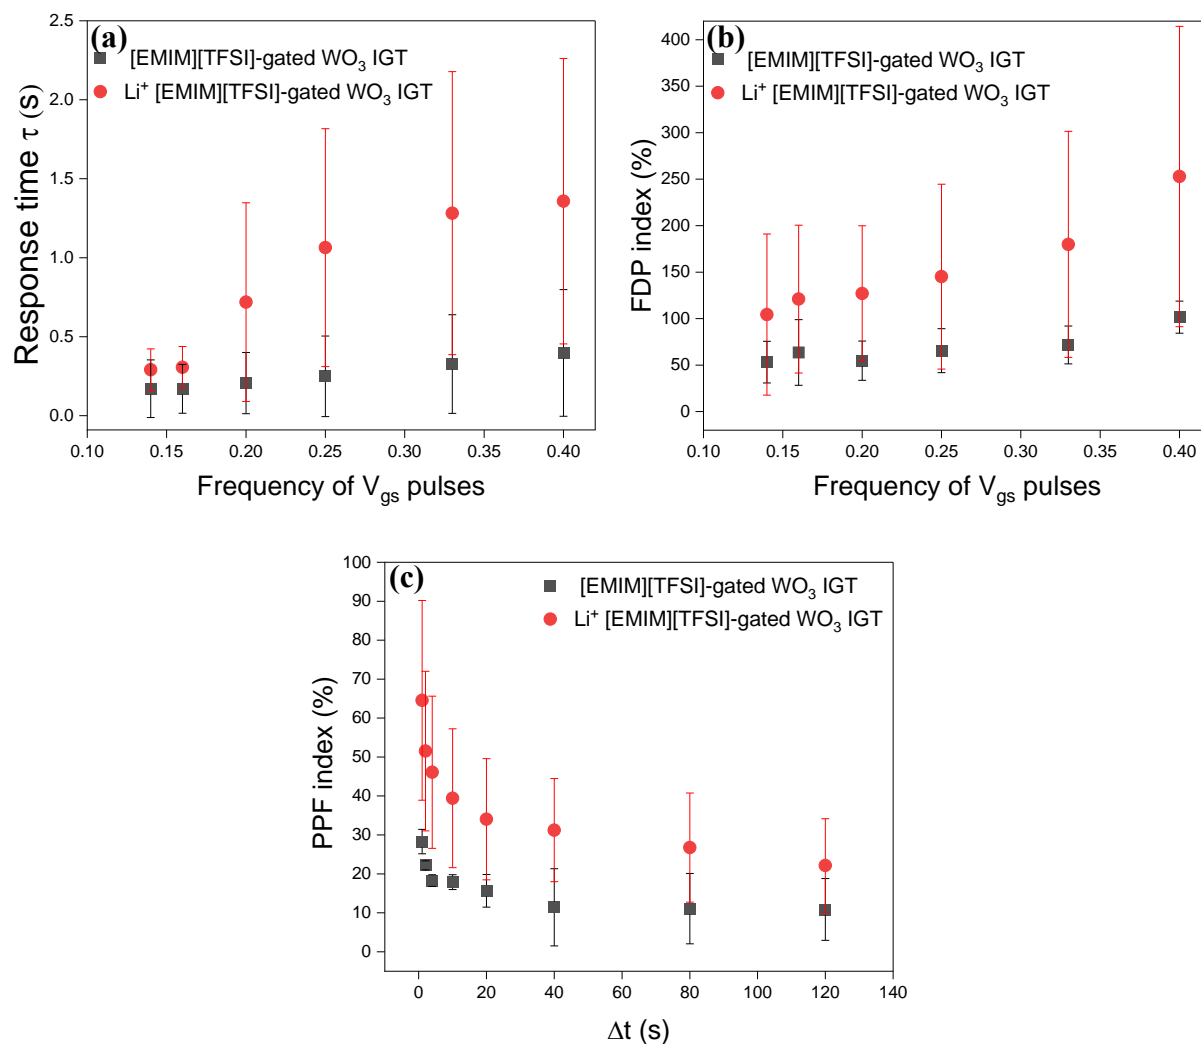 (a)
[EMIM][TFSI]-gated WO₃ IGT
Li⁺ [EMIM][TFSI]-gated WO₃ IGT
Response time τ (s)
2.5
2.0
1.5
1.0
0.5
0.0
0.10 0.15 0.20 0.25 0.30 0.35 0.40
Frequency of V_gs pulses
(b)
[EMIM][TFSI]-gated WO₃ IGT
Li⁺ [EMIM][TFSI]-gated WO₃ IGT
FDP index (%)
400
350
300
250
200
150
100
50
0
0.10 0.15 0.20 0.25 0.30 0.35 0.40
Frequency of V_gs pulses
(c)
[EMIM][TFSI]-gated WO₃ IGT
Li⁺ [EMIM][TFSI]-gated WO₃ IGT
PPF index (%)
100
90
80
70
60
50
40
30
20
10
0
0 20 40 60 80 100 120 140
Δt (s)